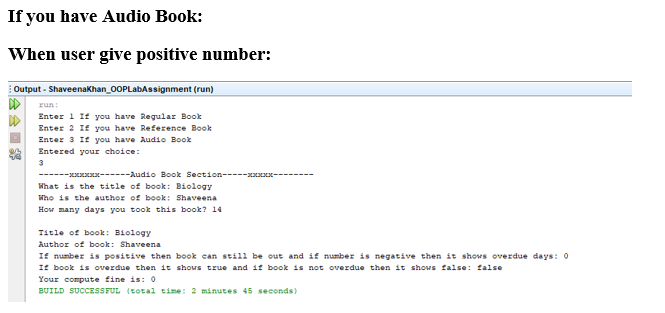 If you have Audio Book:
When user give positive number:
Output - ShaveenaKhan_OOPLabAssignment (run)
run:
Enter 1 If you have Regular Book
Enter 2 If you have Reference Book
Enter 3 If you have Audio Book
Entered your choice:
3
------xxxxxx------Audio Book Section-----xxxxx--------
What is the title of book: Biology
Who is the author of book: Shaveena
How many days you took this book? 14
Title of book: Biology
Author of book: Shaveena
If number is positive then book can still be out and if number is negative then it shows overdue days: 0
If book is overdue then it shows true and if book is not overdue then it shows false: false
Your compute fine is: 0
BUILD SUCCESSFUL (total time: 2 minutes 45 seconds)